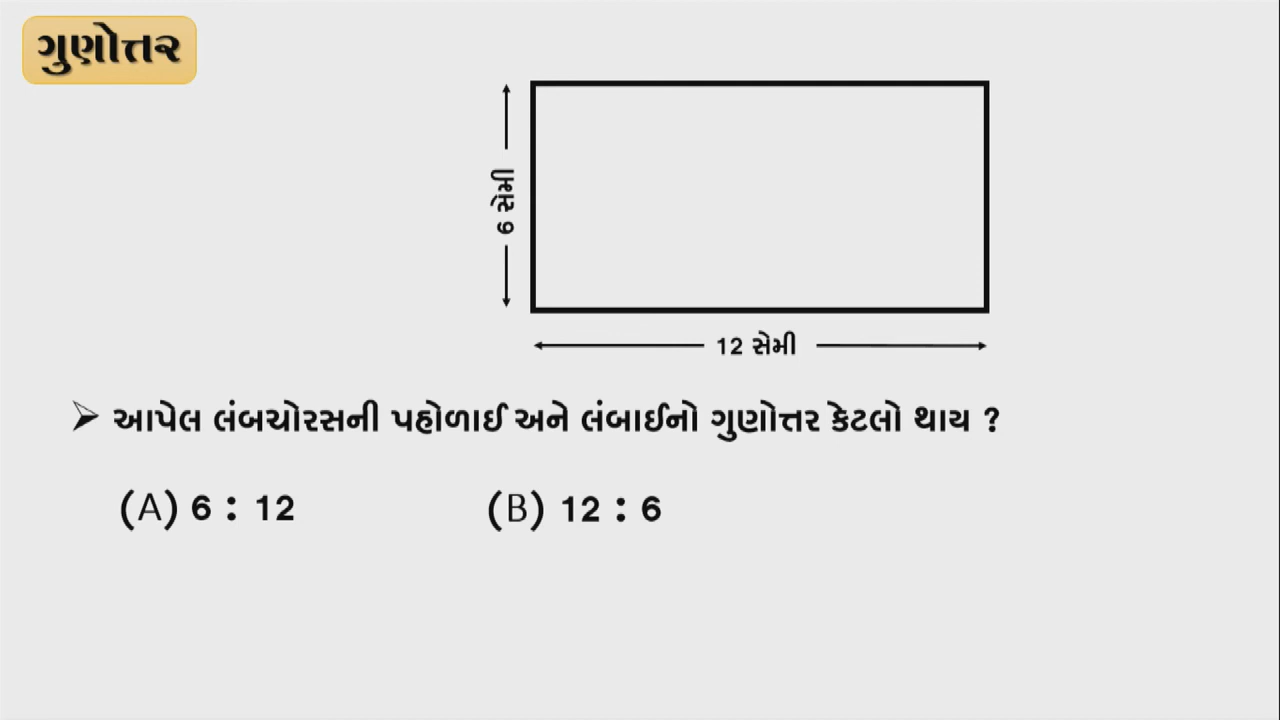 ગુણોત્તર
6 સેમી
12 સેમી
➢ આપેલ લંબચોરસની પહોળાઈ અને લંબાઈનો ગુણોત્તર કેટલો થાય ?
(A) 6 : 12 (B) 12 : 6